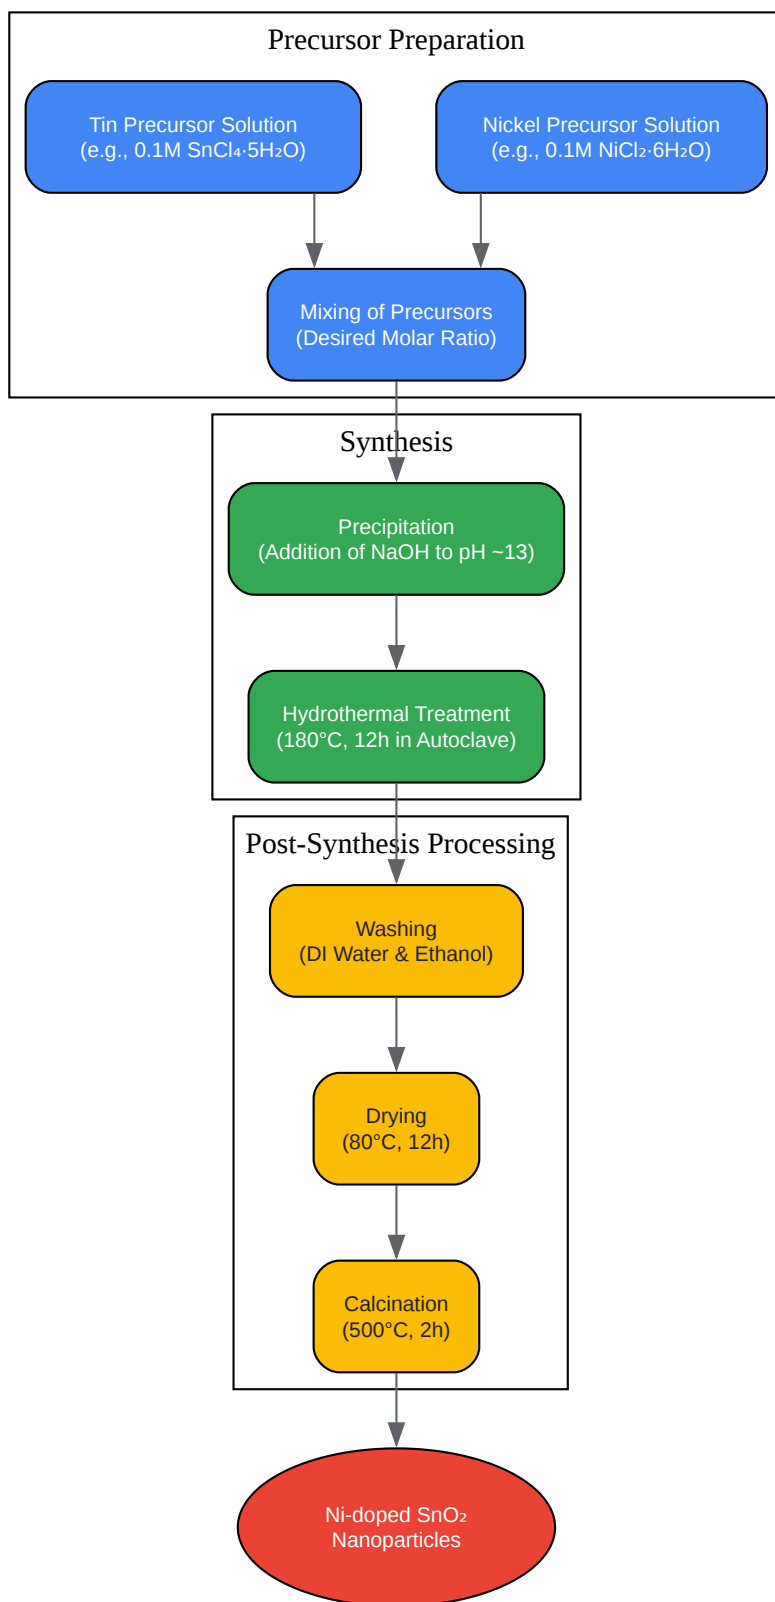 Precursor Preparation
Tin Precursor Solution
(e.g., 0.1M SnCl₄·5H₂O)
Nickel Precursor Solution
(e.g., 0.1M NiCl₂·6H₂O)
Mixing of Precursors
(Desired Molar Ratio)
Synthesis
Precipitation
(Addition of NaOH to pH ~13)
Hydrothermal Treatment
(180°C, 12h in Autoclave)
Post-Synthesis Processing
Washing
(DI Water & Ethanol)
Drying
(80°C, 12h)
Calcination
(500°C, 2h)
Ni-doped SnO₂
Nanoparticles